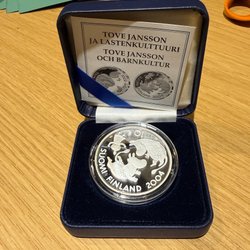 TOVE JANSSON
JA LASTENKULTTUURI
TOVE JANSSON
OCH BARNKULTUR
SUOMI FINLAND 2004